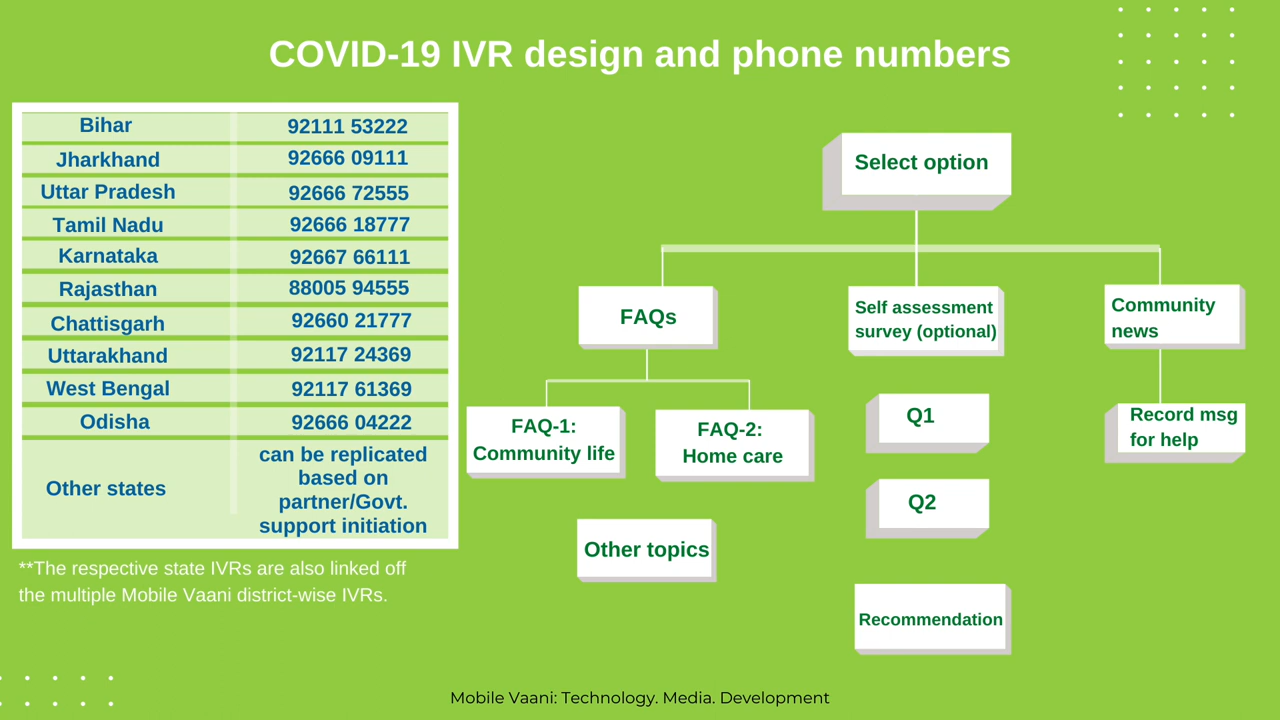 COVID-19 IVR design and phone numbers
Bihar 92111 53222
Jharkhand 92666 09111
Uttar Pradesh 92666 72555
Tamil Nadu 92666 18777
Karnataka 92667 66111
Rajasthan 88005 94555
Chattisgarh 92660 21777
Uttarakhand 92117 24369
West Bengal 92117 61369
Odisha 92666 04222
Other states
can be replicated
based on
partner/Govt.
support initiation
**The respective state IVRs are also linked off
the multiple Mobile Vaani district-wise IVRs.
Select option
FAQs
Self assessment
survey (optional)
Community
news
FAQ-1:
Community life
FAQ-2:
Home care
Other topics
Q1
Q2
Recommendation
Record msg
for help
Mobile Vaani: Technology. Media. Development